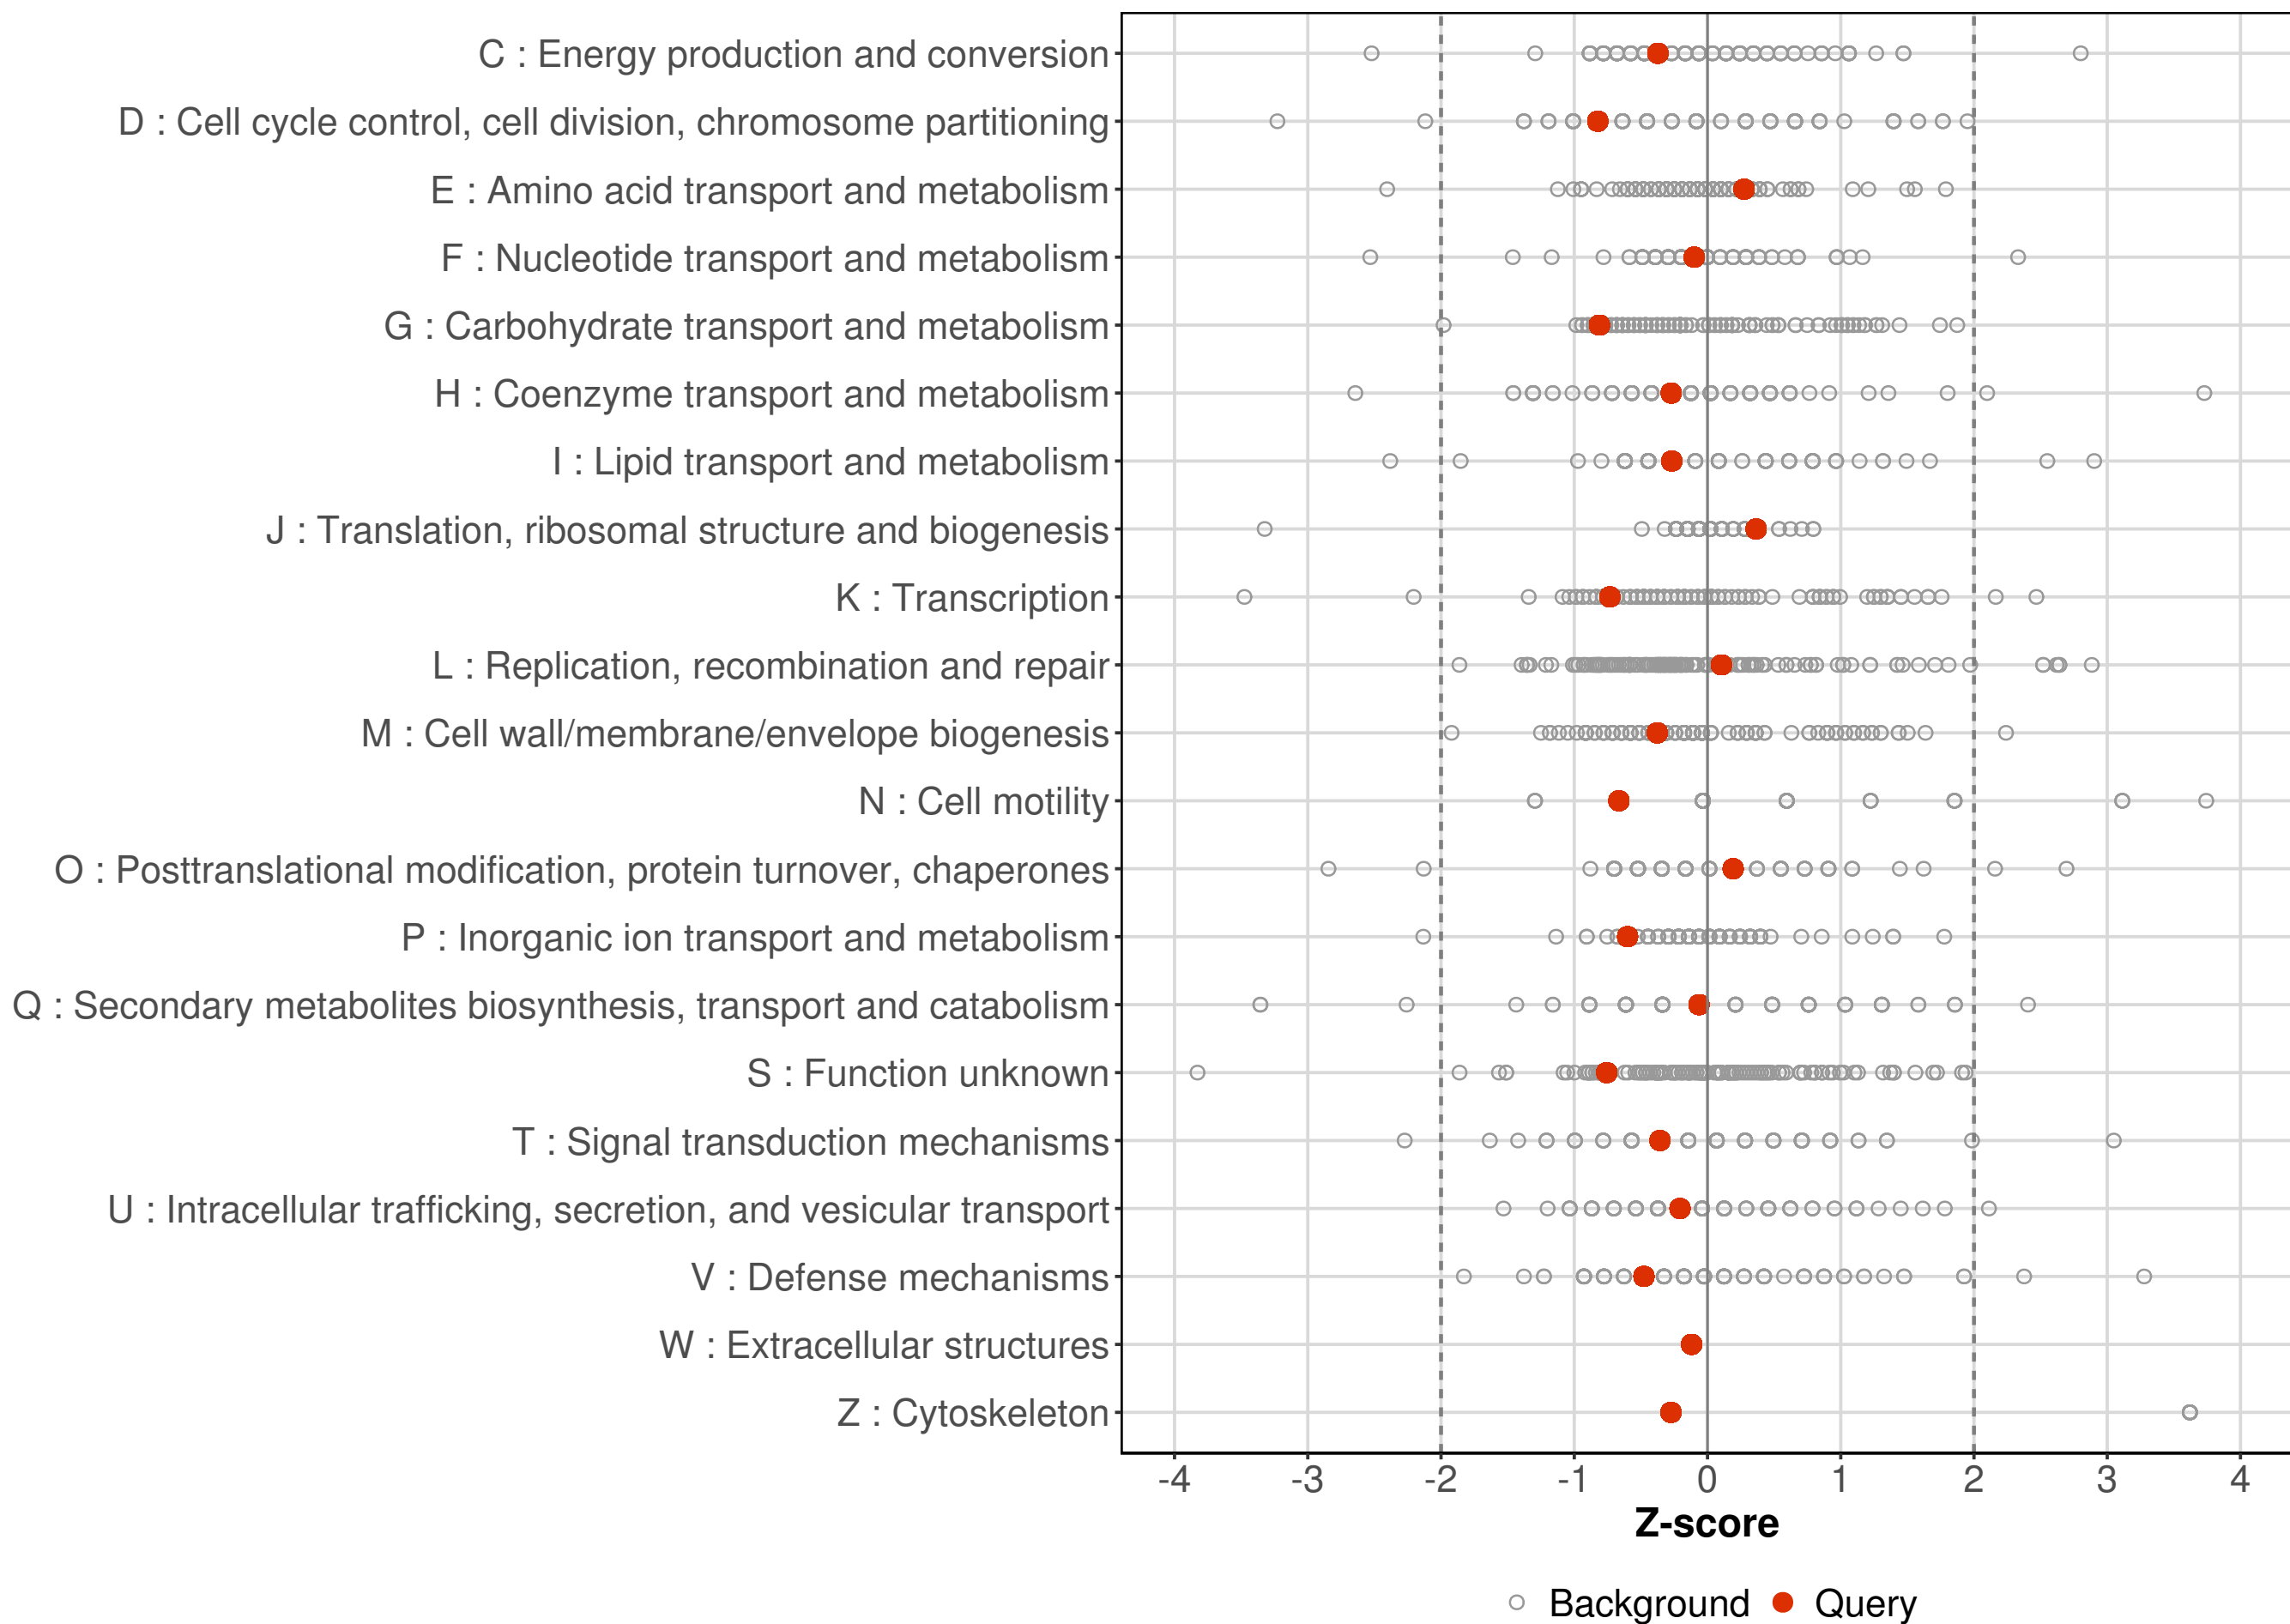 C : Energy production and conversion
D : Cell cycle control, cell division, chromosome partitioning
E : Amino acid transport and metabolism
F : Nucleotide transport and metabolism
G : Carbohydrate transport and metabolism
H : Coenzyme transport and metabolism
I : Lipid transport and metabolism
J : Translation, ribosomal structure and biogenesis
K : Transcription
L : Replication, recombination and repair
M : Cell wall/membrane/envelope biogenesis
N : Cell motility
O : Posttranslational modification, protein turnover, chaperones
P : Inorganic ion transport and metabolism
Q : Secondary metabolites biosynthesis, transport and catabolism
S : Function unknown
T : Signal transduction mechanisms
U : Intracellular trafficking, secretion, and vesicular transport
V : Defense mechanisms
W : Extracellular structures
Z : Cytoskeleton
-4 -3 -2 -1 0 1 2 3 4
Z-score
Background Query